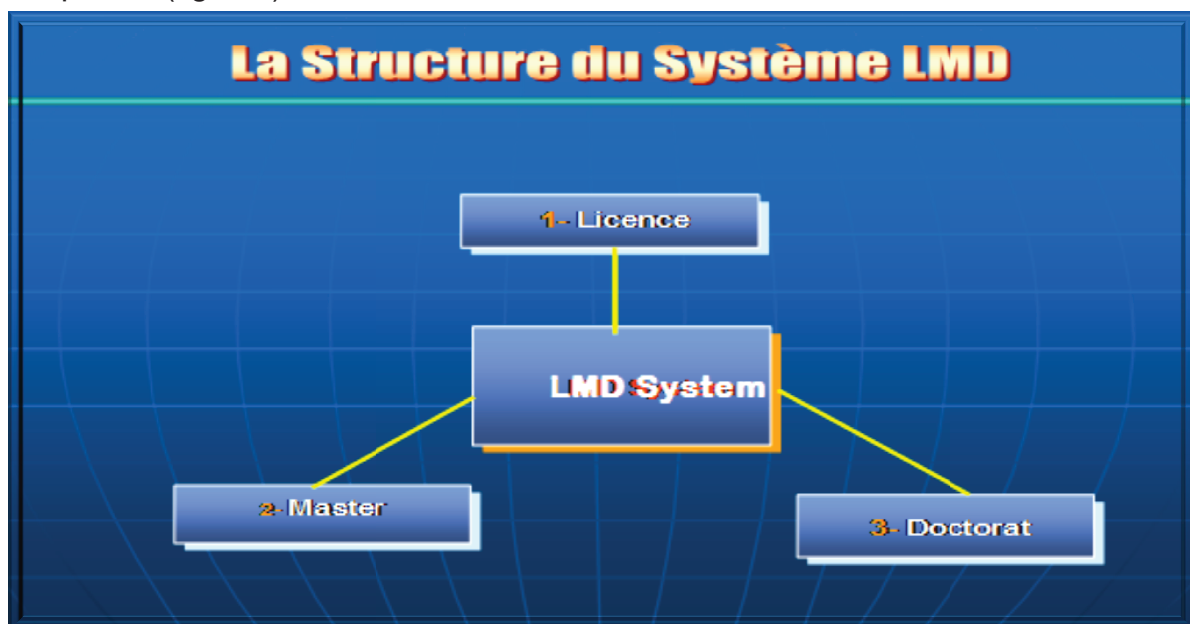 La Structure du Système LMD
1- Licence
LMD System
2- Master
3- Doctorat